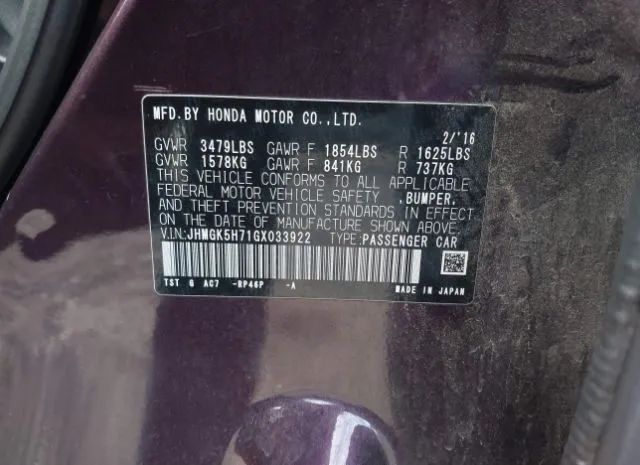 MFD.BY HONDA MOTOR CO.,LTD.
2/'16
GVWR 3479LBS GAWR F 1854LBS R 1625LBS
GVWR 1578KG GAWR F 841KG R 737KG
THIS VEHICLE CONFORMS TO ALL APPLICABLE
FEDERAL MOTOR VEHICLE SAFETY ,BUMPER,
AND THEFT PREVENTION STANDARDS IN EFFECT
ON THE DATE OF MANUFACTURE SHOWN ABOVE.
V.I.N:JHMGK5H71GX033922 TYPE:PASSENGER CAR
TST G AC7 -RP46P -A MADE IN JAPAN